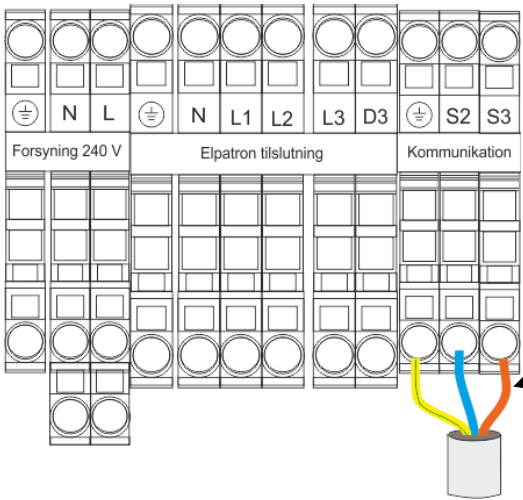 N L N L1 L2 L3 D3 S2 S3
Forsyning 240 V Elpatron tilslutning Kommunikation